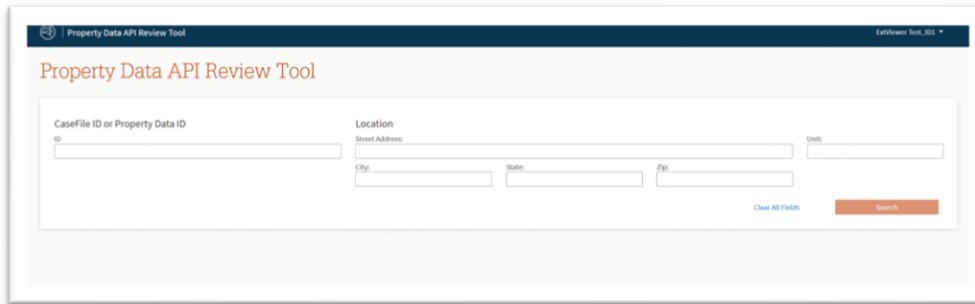 Property Data API Review Tool
ExtViewer Test_ID1
Property Data API Review Tool
CaseFile ID or Property Data ID
Location
ID
Street Address:
Unit:
City:
State:
Zip:
Clear All Fields
Search